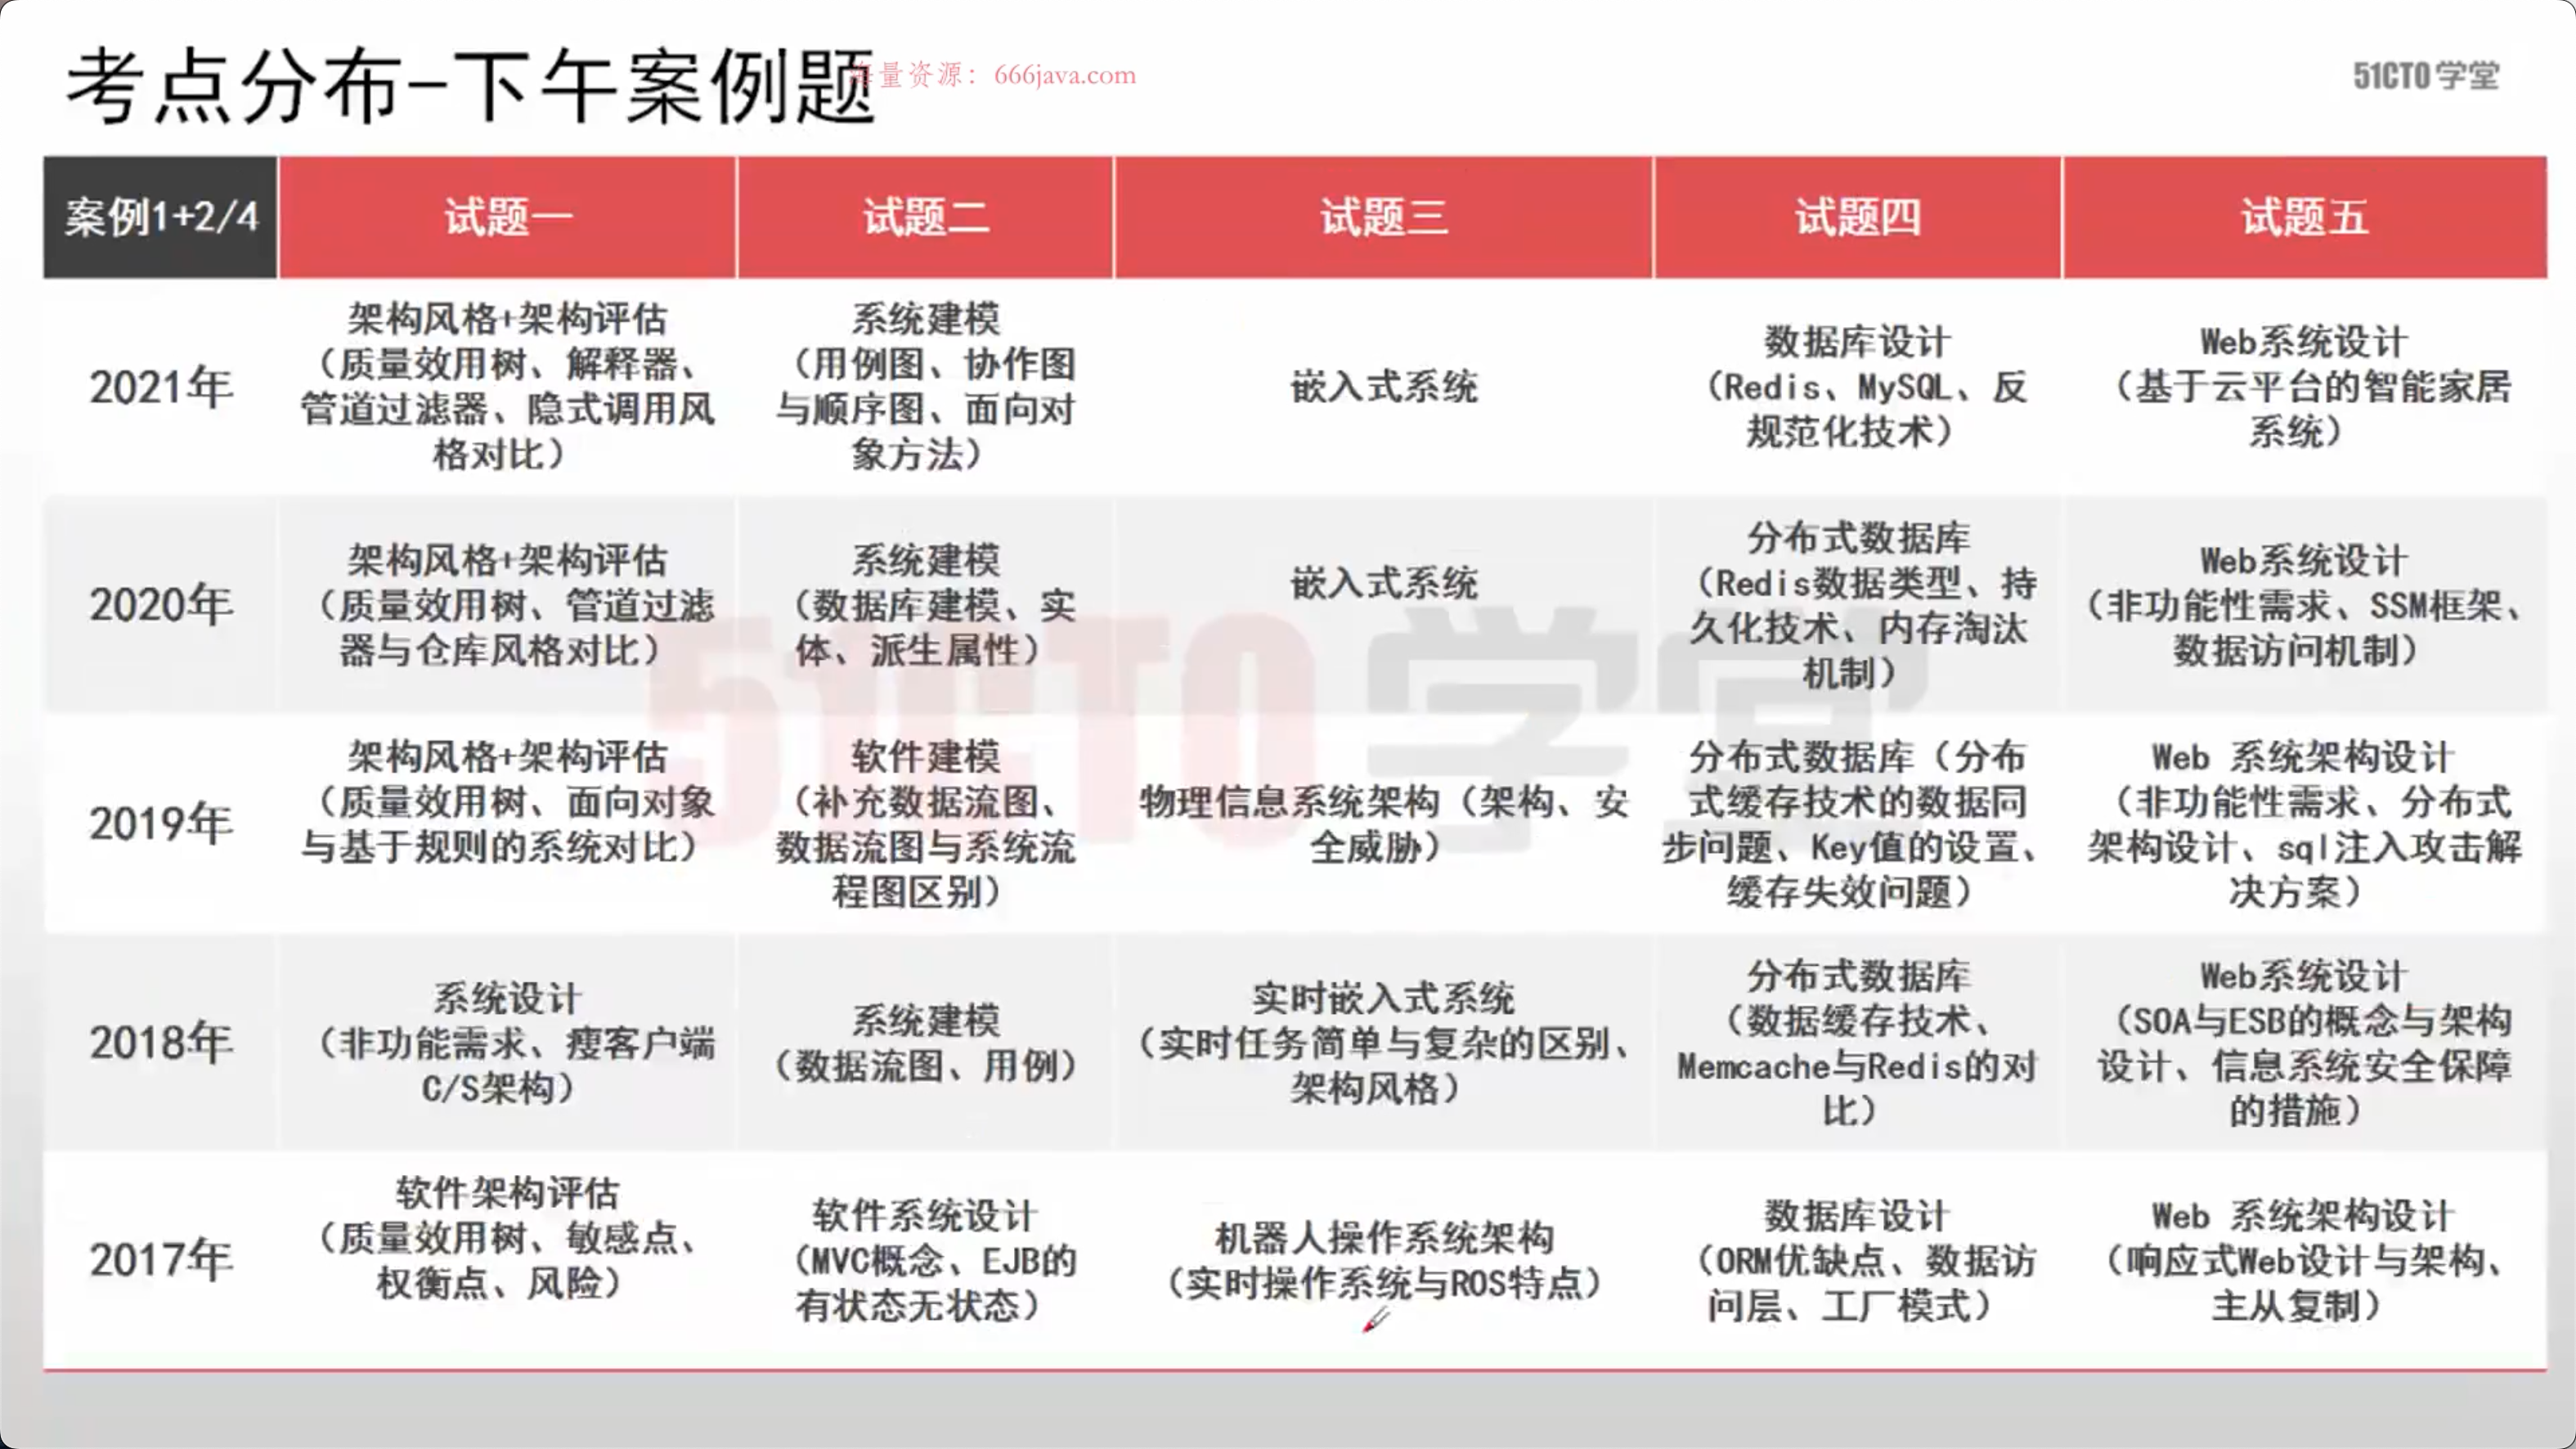 考点分布-下午案例题
海量资源：666java.com
51CTO学堂
案例1+2/4
试题一
试题二
试题三
试题四
试题五
2021年
架构风格+架构评估
（质量效用树、解释器、
管道过滤器、隐式调用风
格对比）
系统建模
（用例图、协作图
与顺序图、面向对
象方法）
嵌入式系统
数据库设计
（Redis、MySQL、反
规范化技术）
Web系统设计
（基于云平台的智能家居
系统）
2020年
架构风格+架构评估
（质量效用树、管道过滤
器与仓库风格对比）
系统建模
（数据库建模、实
体、派生属性）
嵌入式系统
分布式数据库
（Redis数据类型、持
久化技术、内存淘汰
机制）
Web系统设计
（非功能性需求、SSM框架、
数据访问机制）
2019年
架构风格+架构评估
（质量效用树、面向对象
与基于规则的系统对比）
软件建模
（补充数据流图、
数据流图与系统流
程图区别）
物理信息系统架构（架构、安
全威胁）
分布式数据库（分布
式缓存技术的数据同
步问题、Key值的设置、
缓存失效问题）
Web 系统架构设计
（非功能性需求、分布式
架构设计、sql注入攻击解
决方案）
2018年
系统设计
（非功能需求、瘦客户端
C/S架构）
系统建模
（数据流图、用例）
实时嵌入式系统
（实时任务简单与复杂的区别、
架构风格）
分布式数据库
（数据缓存技术、
Memcache与Redis的对
比）
Web系统设计
（SOA与ESB的概念与架构
设计、信息系统安全保障
的措施）
2017年
软件架构评估
（质量效用树、敏感点、
权衡点、风险）
软件系统设计
（MVC概念、EJB的
有状态无状态）
机器人操作系统架构
（实时操作系统与ROS特点）
数据库设计
（ORM优缺点、数据访
问层、工厂模式）
Web 系统架构设计
（响应式Web设计与架构、
主从复制）
51CTO学堂